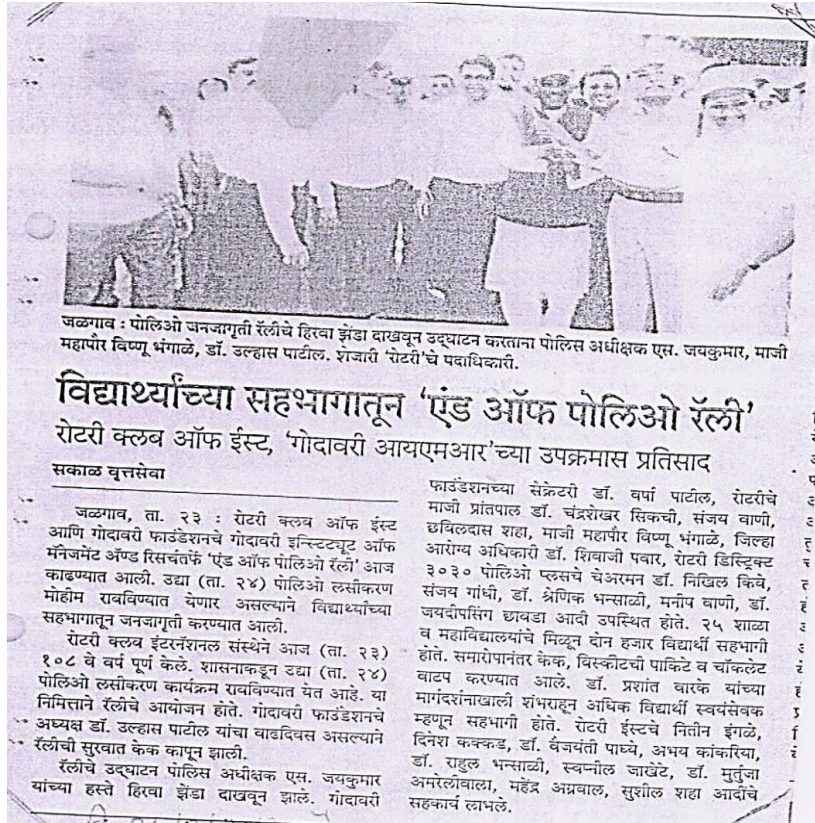 जळगाव : पोलिओ जनजागृती रॅलीचे हिरवा झेंडा दाखवून उद्‌घाटन करताना पोलिस अधीक्षक एस. जयकुमार, माजी
महापौर विष्णू भंगाळे, डॉ. उल्हास पाटील. शेजारी 'रोटरी'चे पदाधिकारी.
विद्यार्थ्यांच्या सहभागातून 'एंड ऑफ पोलिओ रॅली'
रोटरी क्लब ऑफ ईस्ट, 'गोदावरी आयएमआर'च्या उपक्रमास प्रतिसाद
सकाळ वृत्तसेवा
जळगाव, ता. २३ : रोटरी क्लब ऑफ ईस्ट
आणि गोदावरी फाउंडेशनचे गोदावरी इन्स्टिट्यूट ऑफ
मॅनेजमेंट अ‍ॅण्ड रिसर्चतर्फे 'एंड ऑफ पोलिओ रॅली' आज
काढण्यात आली. उद्या (ता. २४) पोलिओ लसीकरण
मोहीम राबविण्यात येणार असल्याने विद्यार्थ्यांच्या
सहभागातून जनजागृती करण्यात आली.
रोटरी क्लब इंटरनॅशनल संस्थेने आज (ता. २३)
१०८ वे वर्ष पूर्ण केले. शासनाकडून उद्या (ता. २४)
पोलिओ लसीकरण कार्यक्रम राबविण्यात येत आहे. या
निमित्ताने रॅलीचे आयोजन होते. गोदावरी फाउंडेशनचे
अध्यक्ष डॉ. उल्हास पाटील यांचा वाढदिवस असल्याने
रॅलीची सुरवात केक कापून झाली.
रॅलीचे उद्‌घाटन पोलिस अधीक्षक एस. जयकुमार
यांच्या हस्ते हिरवा झेंडा दाखवून झाले. गोदावरी
फाउंडेशनच्या सेक्रेटरी डॉ. वर्षा पाटील, रोटरीचे
माजी प्रांतपाल डॉ. चंद्रशेखर सिकची, संजय वाणी,
छबिलदास शहा, माजी महापौर विष्णू भंगाळे, जिल्हा
आरोग्य अधिकारी डॉ. शिवाजी पवार, रोटरी डिस्ट्रिक्ट
३०३० पोलिओ प्लसचे चेअरमन डॉ. निखिल किबे,
संजय गांधी, डॉ. श्रेणिक भन्साळी, मनीप वाणी, डॉ.
जयदीपसिंग छाबडा आदी उपस्थित होते. २५ शाळा
व महाविद्यालयांचे मिळून दोन हजार विद्यार्थी सहभागी
होते. समारोपानंतर केक, बिस्कीटची पाकिटे व चॉकलेट
वाटप करण्यात आले. डॉ. प्रशांत वारके यांच्या
मार्गदर्शनाखाली शंभराहून अधिक विद्यार्थी स्वयंसेवक
म्हणून सहभागी होते. रोटरी ईस्टचे नितीन इंगळे,
दिनेश कक्कड, डॉ. वैजयंती पाध्ये, अभय कांकरिया,
डॉ. राहुल भन्साळी, स्वप्नील जाखेटे, डॉ. मुर्तुजा
अमरेलीवाला, महेंद्र अग्रवाल, सुशील शहा आदींचे
सहकार्य लाभले.